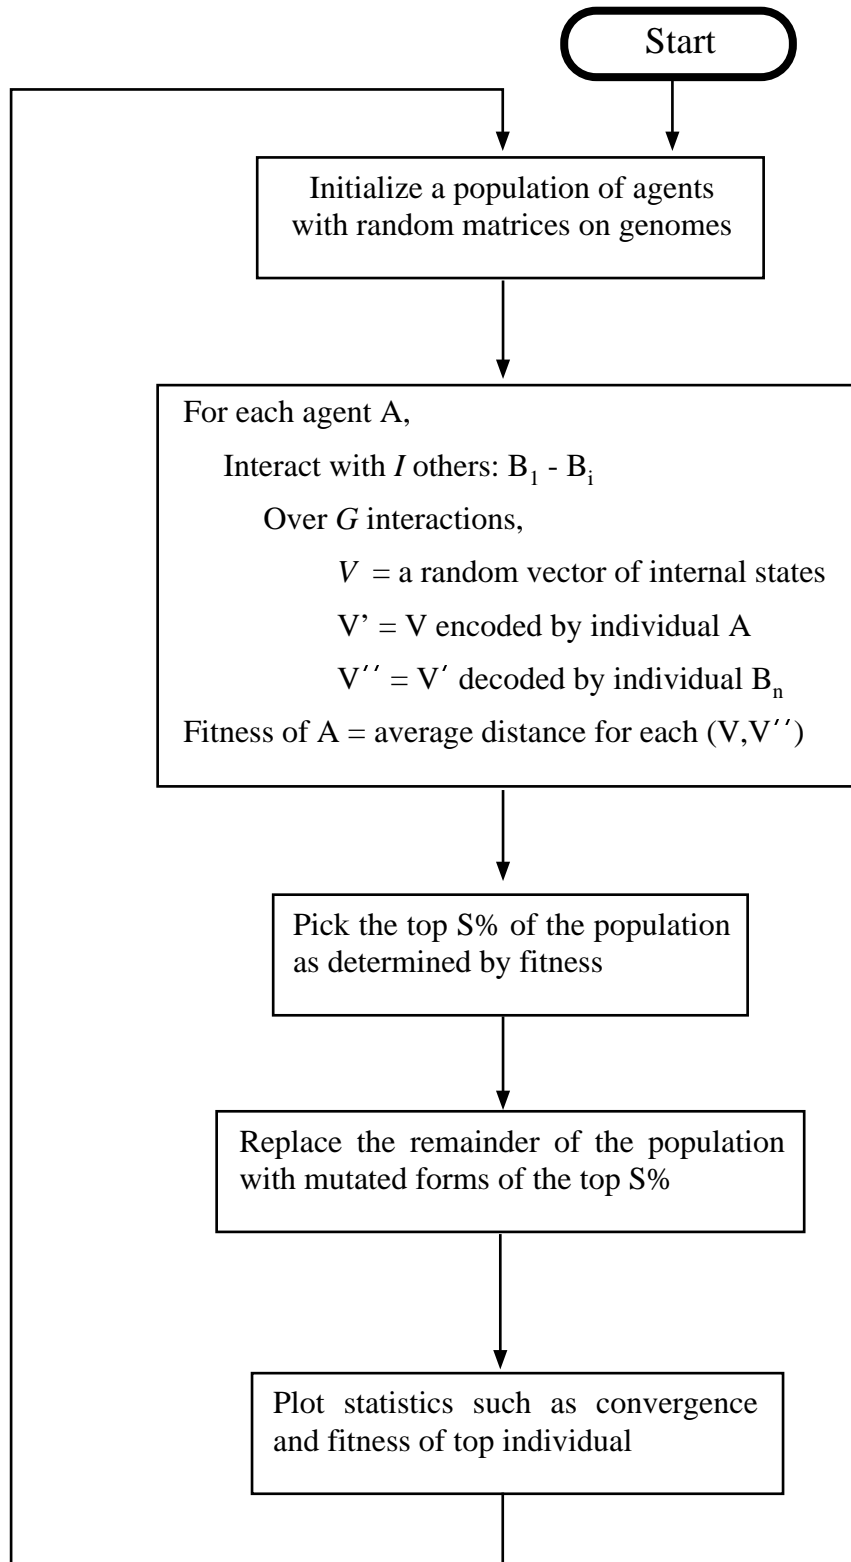 Start
Initialize a population of agents
with random matrices on genomes
For each agent A,
Interact with I others: B₁ - Bᵢ
Over G interactions,
V = a random vector of internal states
V’ = V encoded by individual A
V′′ = V′ decoded by individual Bₙ
Fitness of A = average distance for each (V,V′′)
Pick the top S% of the population
as determined by fitness
Replace the remainder of the population
with mutated forms of the top S%
Plot statistics such as convergence
and fitness of top individual